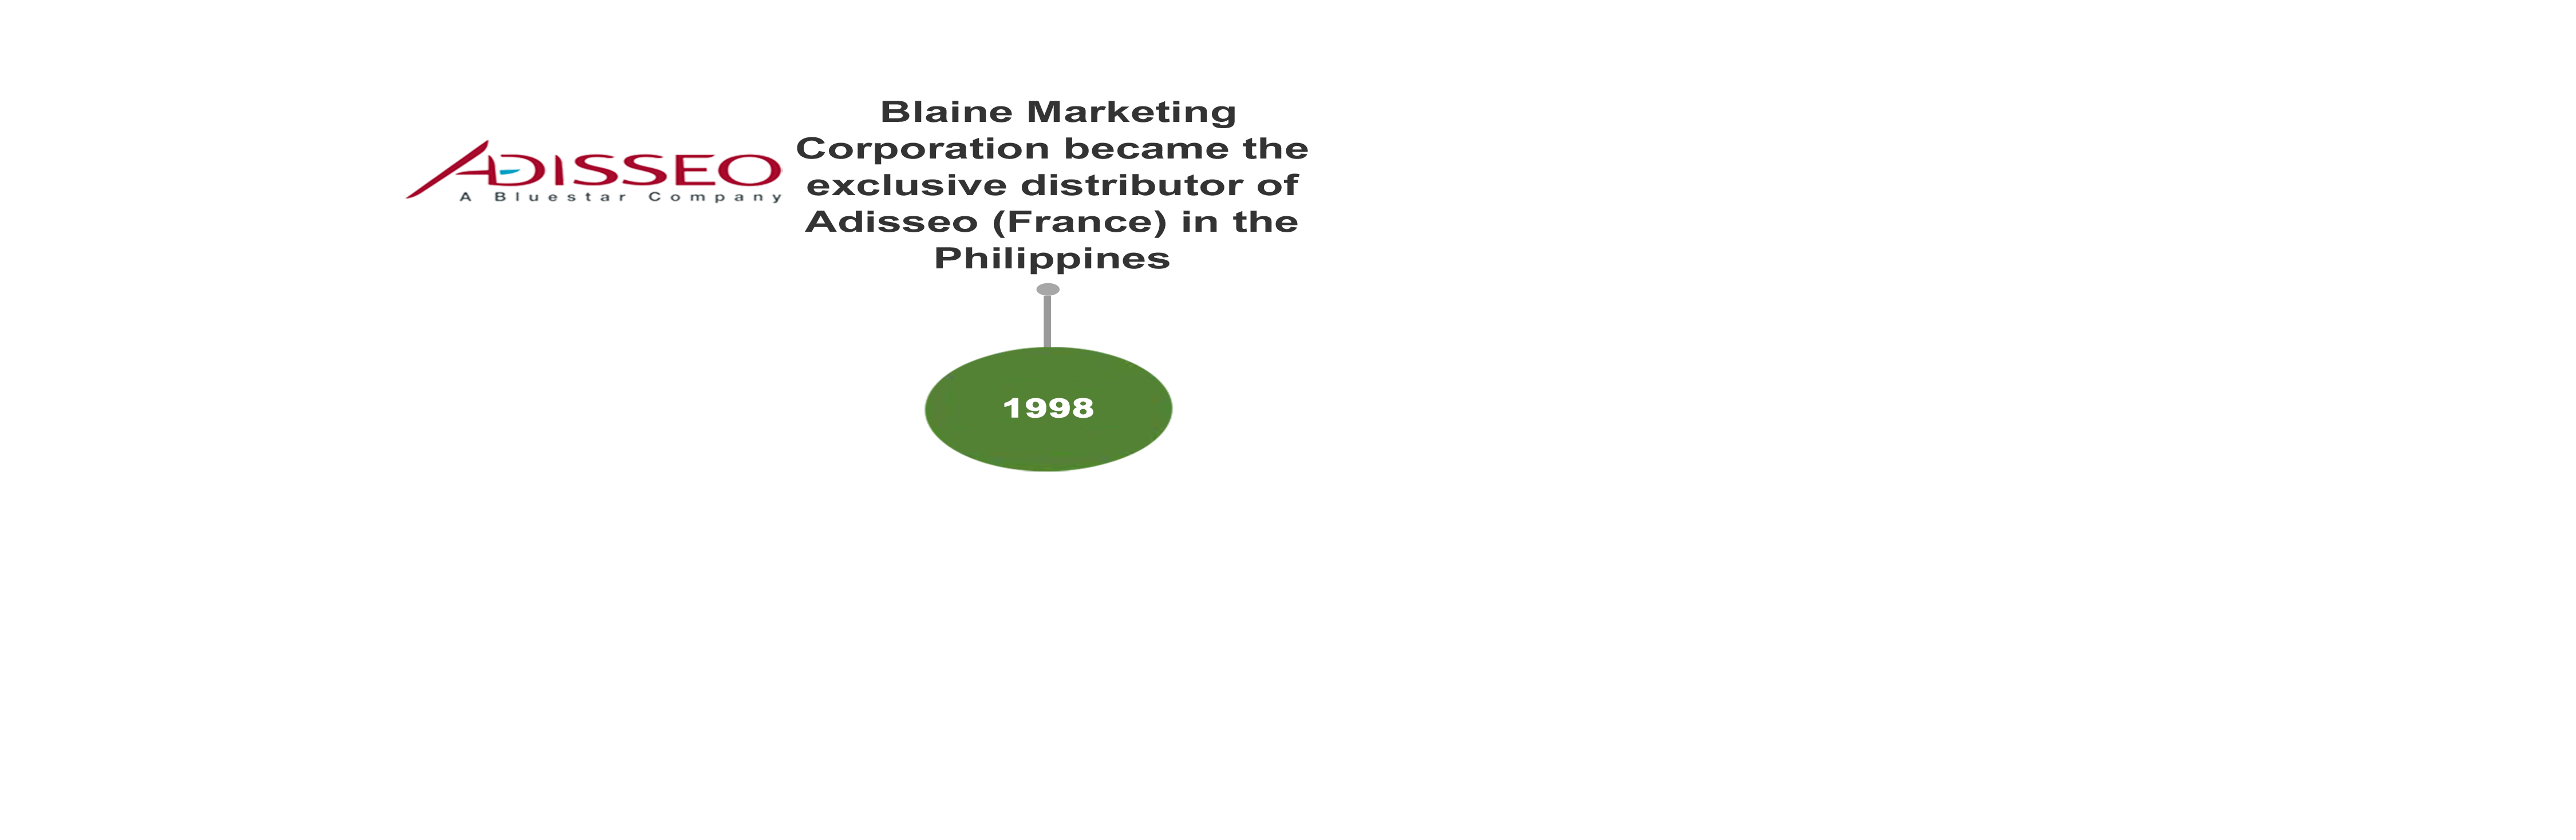 ADISSEO
A Bluestar Company
Blaine Marketing
Corporation became the
exclusive distributor of
Adisseo (France) in the
Philippines
1998